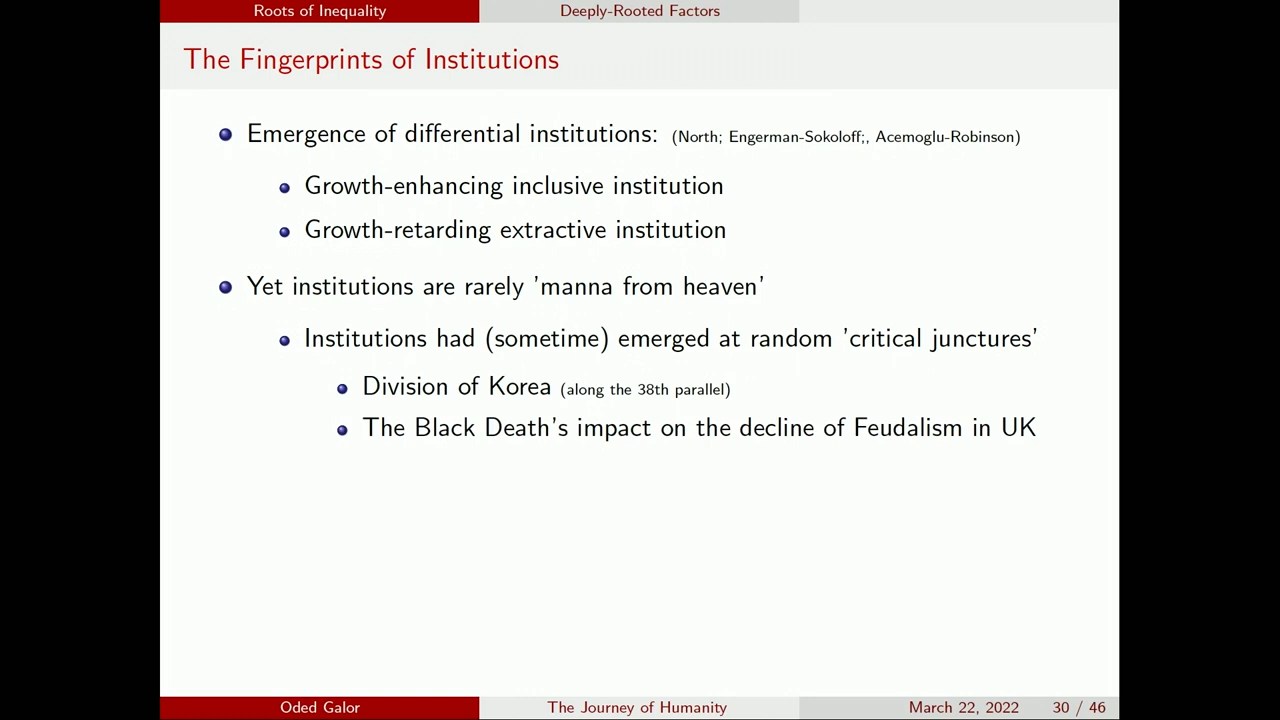 Roots of Inequality
Deeply-Rooted Factors
The Fingerprints of Institutions
Emergence of differential institutions: (North; Engerman-Sokoloff;, Acemoglu-Robinson)
Growth-enhancing inclusive institution
Growth-retarding extractive institution
Yet institutions are rarely 'manna from heaven'
Institutions had (sometime) emerged at random 'critical junctures'
Division of Korea (along the 38th parallel)
The Black Death's impact on the decline of Feudalism in UK
Oded Galor
The Journey of Humanity
March 22, 2022
30 / 46